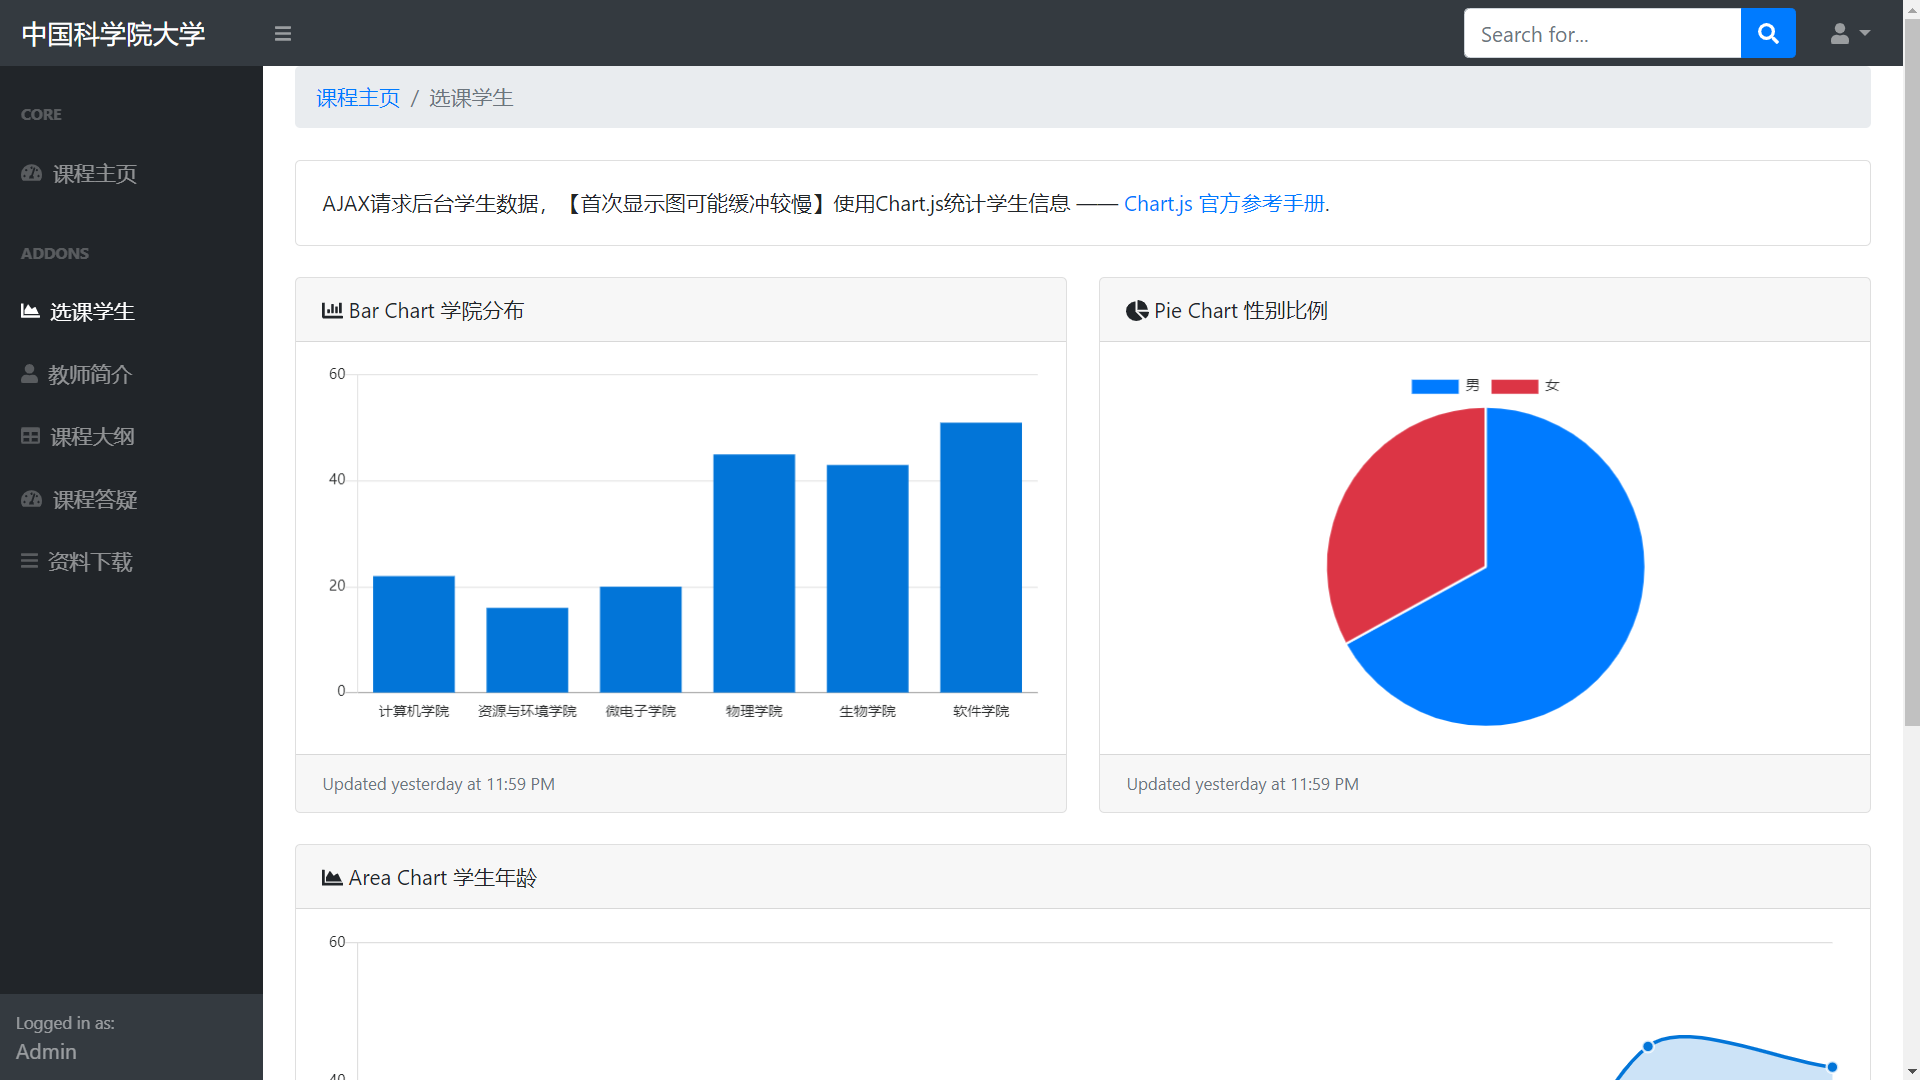 中国科学院大学
Search for...
CORE
课程主页
ADDONS
选课学生
教师简介
课程大纲
课程答疑
资料下载
Logged in as:
Admin
课程主页 / 选课学生
AJAX请求后台学生数据，【首次显示图可能缓冲较慢】使用Chart.js统计学生信息 —— Chart.js 官方参考手册.
Bar Chart 学院分布
60
40
20
0
计算机学院 资源与环境学院 微电子学院 物理学院 生物学院 软件学院
Updated yesterday at 11:59 PM
Pie Chart 性别比例
男 女
Updated yesterday at 11:59 PM
Area Chart 学生年龄
60
40